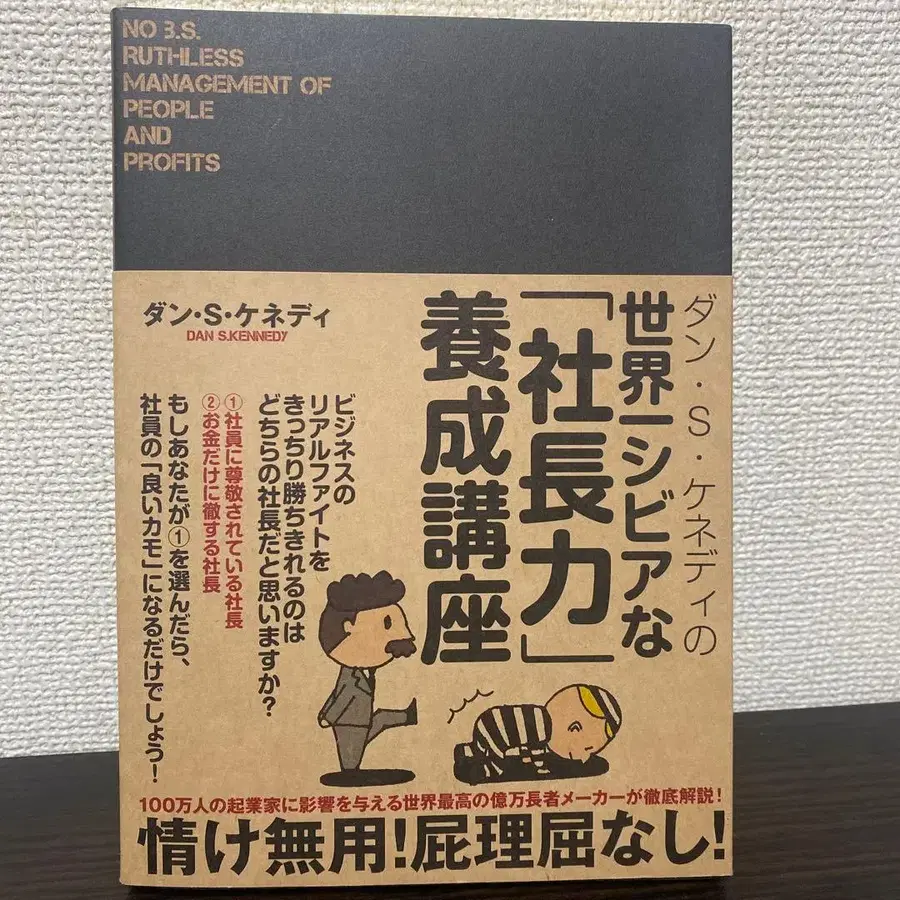 NO B.S.
RUTHLESS
MANAGEMENT OF
PEOPLE
AND
PROFITS
ダン・S・ケネディの
世界一シビアな
「社長力」
養成講座
ダン・S・ケネディ
DAN S.KENNEDY
ビジネスの
リアルファイトを
きっちり勝ちきれるのは
どちらの社長だと思いますか?
①社員に尊敬されている社長
②お金だけに徹する社長
もしあなたが①を選んだら、
社員の「良いカモ」になるだけでしょう!
100万人の起業家に影響を与える世界最高の億万長者メーカーが徹底解説!
情け無用!屁理屈なし!